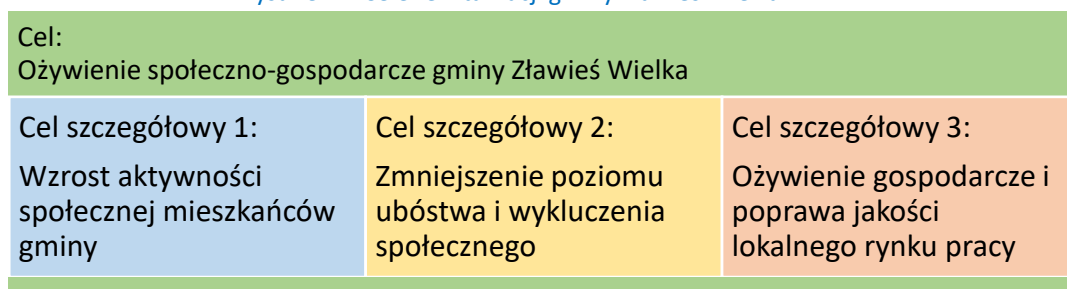 Cel:
Ożywienie społeczno-gospodarcze gminy Zławieś Wielka
Cel szczegółowy 1:
Wzrost aktywności
społecznej mieszkańców
gminy
Cel szczegółowy 2:
Zmniejszenie poziomu
ubóstwa i wykluczenia
społecznego
Cel szczegółowy 3:
Ożywienie gospodarcze i
poprawa jakości
lokalnego rynku pracy